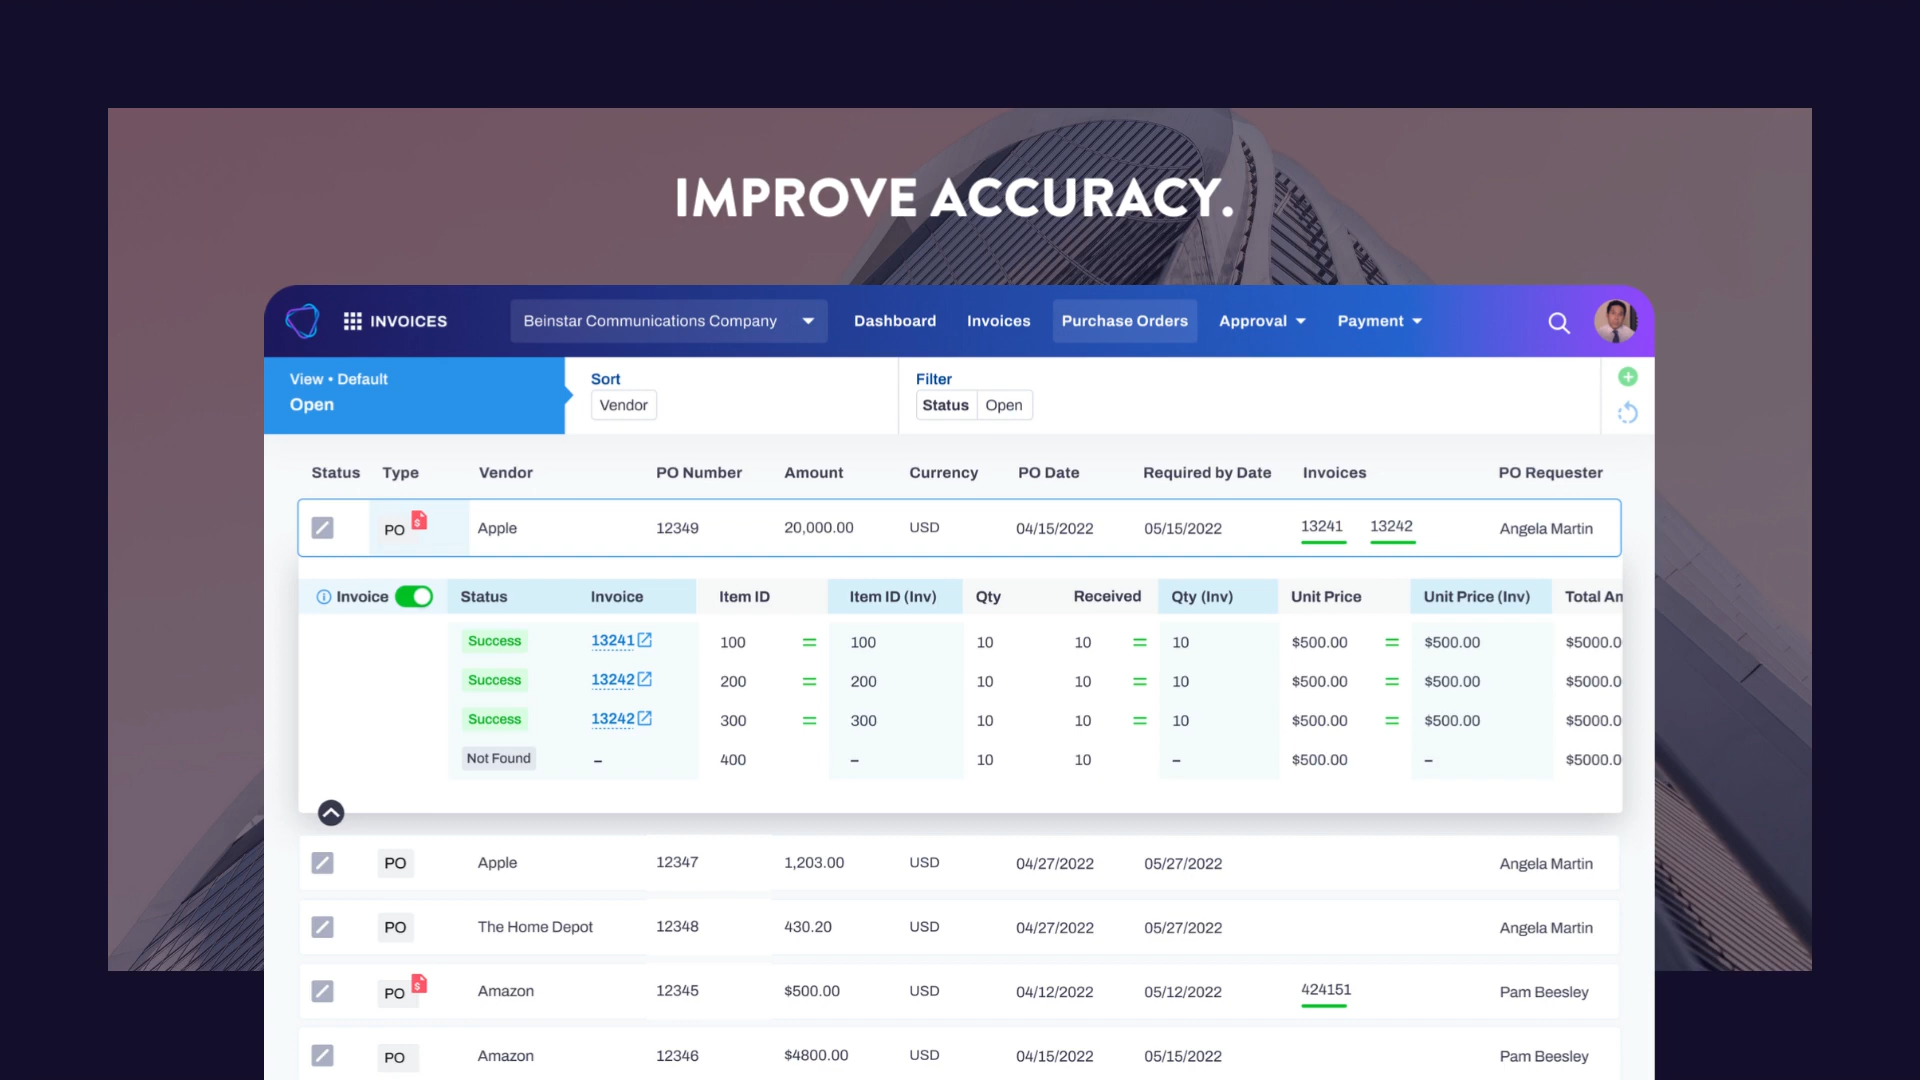 IMPROVE ACCURACY.
INVOICES Beinstar Communications Company Dashboard Invoices Purchase Orders Approval Payment
View • Default Sort Filter
Open Vendor Status Open
Status Type Vendor PO Number Amount Currency PO Date Required by Date Invoices PO Requester
PO $ Apple 12349 20,000.00 USD 04/15/2022 05/15/2022 13241 13242 Angela Martin
Invoice Status Invoice Item ID Item ID (Inv) Qty Received Qty (Inv) Unit Price Unit Price (Inv) Total Am
Success 13241 100 = 100 10 10 = 10 $500.00 = $500.00 $5000.0
Success 13242 200 = 200 10 10 = 10 $500.00 = $500.00 $5000.0
Success 13242 300 = 300 10 10 = 10 $500.00 = $500.00 $5000.0
Not Found – 400 – 10 10 – $500.00 – $5000.0
PO Apple 12347 1,203.00 USD 04/27/2022 05/27/2022 Angela Martin
PO The Home Depot 12348 430.20 USD 04/27/2022 05/27/2022 Angela Martin
PO $ Amazon 12345 $500.00 USD 04/12/2022 05/12/2022 424151 Pam Beesley
PO Amazon 12346 $4800.00 USD 04/15/2022 05/15/2022 Pam Beesley